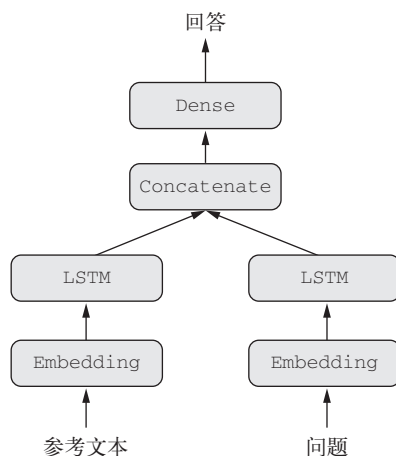 回答
Dense
Concatenate
LSTM LSTM
Embedding Embedding
参考文本 问题